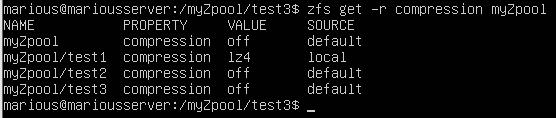 marious@mariousserver:/myZpool/test3$ zfs get -r compression myZpool
NAME PROPERTY VALUE SOURCE
myZpool compression off default
myZpool/test1 compression lz4 local
myZpool/test2 compression off default
myZpool/test3 compression off default
marious@mariousserver:/myZpool/test3$ _